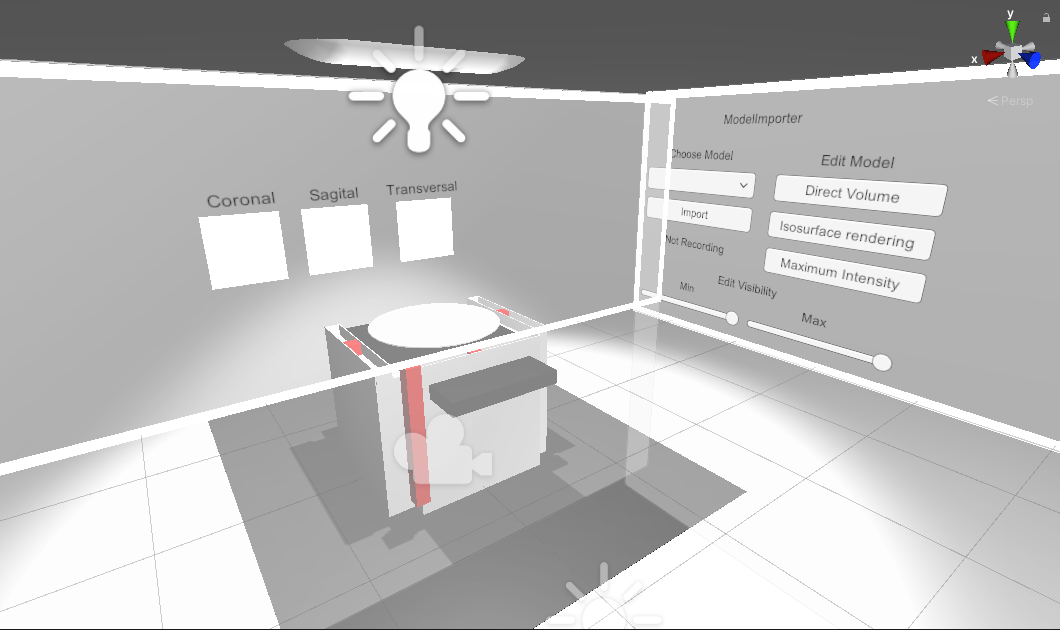 y
x
Persp
ModelImporter
Choose Model
Edit Model
Direct Volume
Import
Isosurface rendering
Not Recording
Maximum Intensity
Min
Edit Visibility
Max
Coronal
Sagital
Transversal